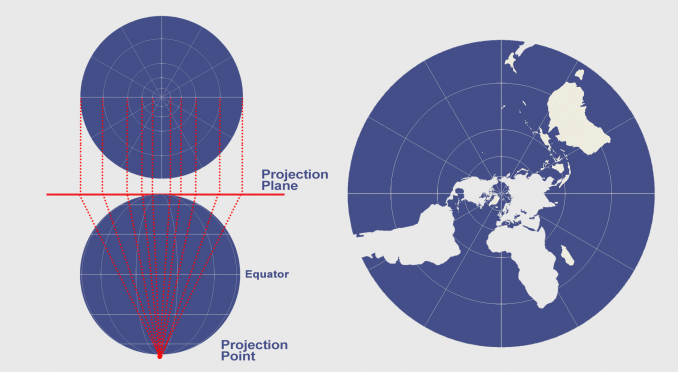 Projection
Plane
Equator
Projection
Point